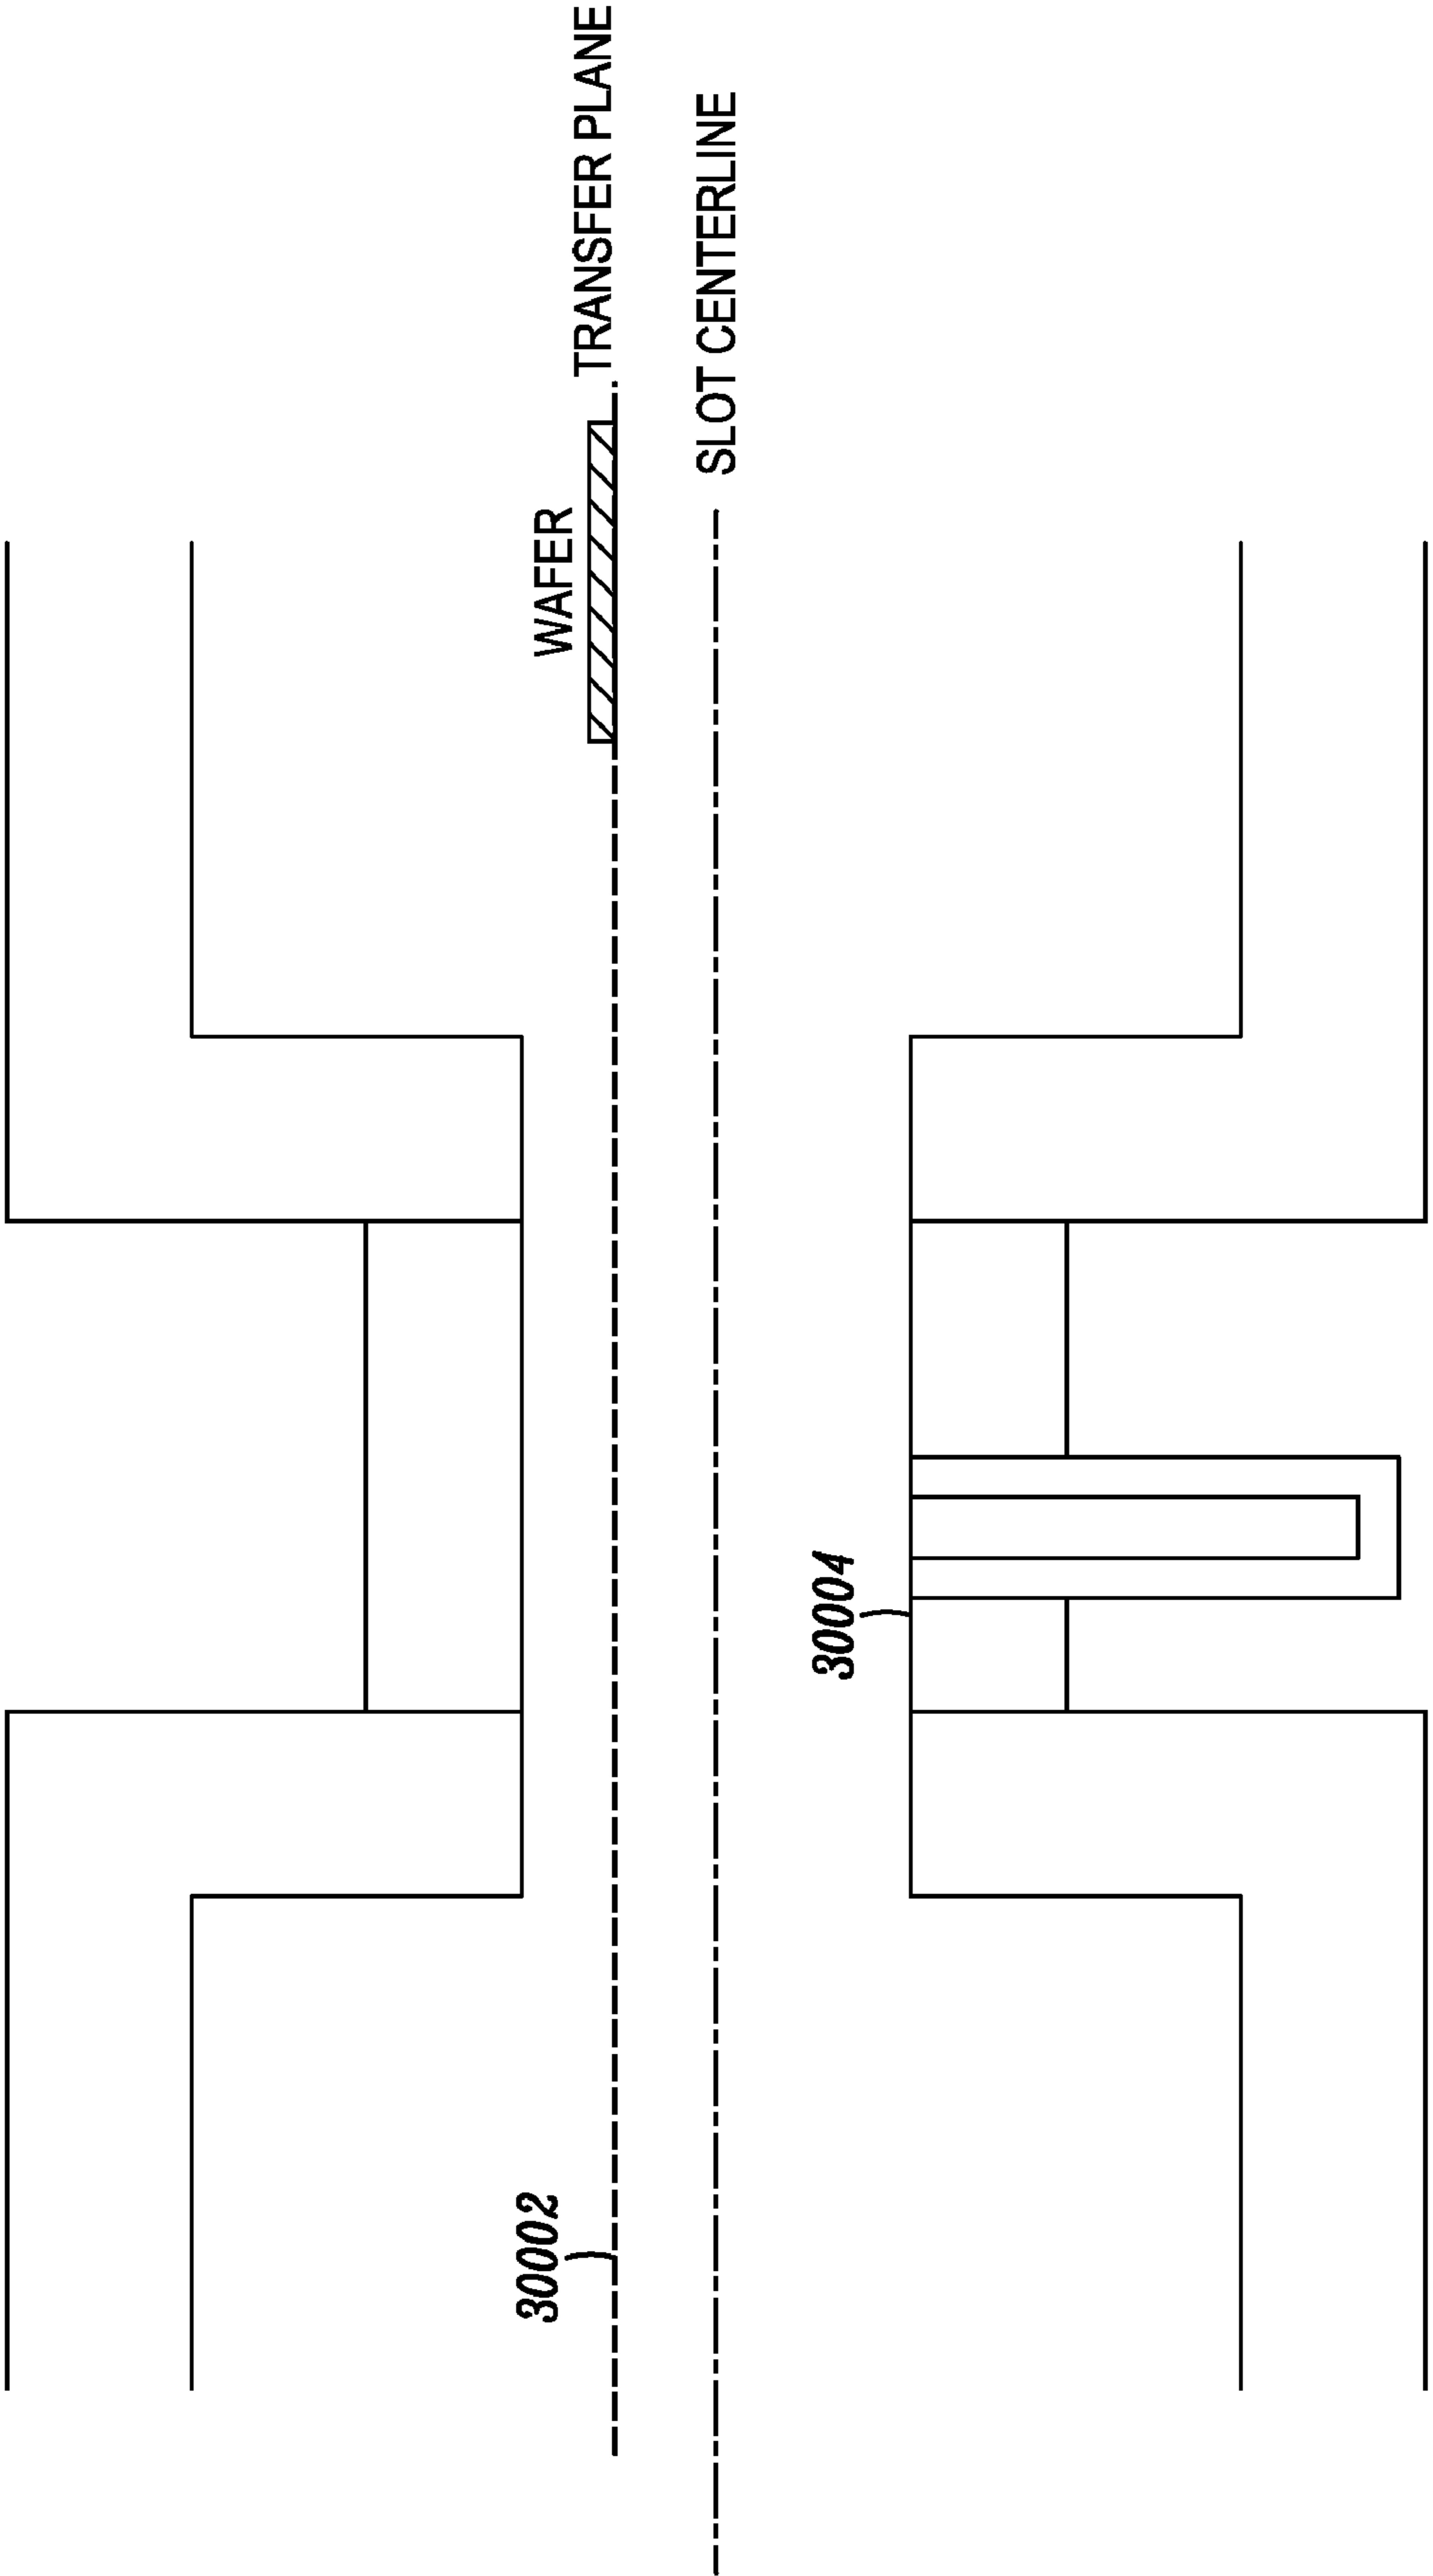 WAFER
TRANSFER PLANE
SLOT CENTERLINE
30002
30004